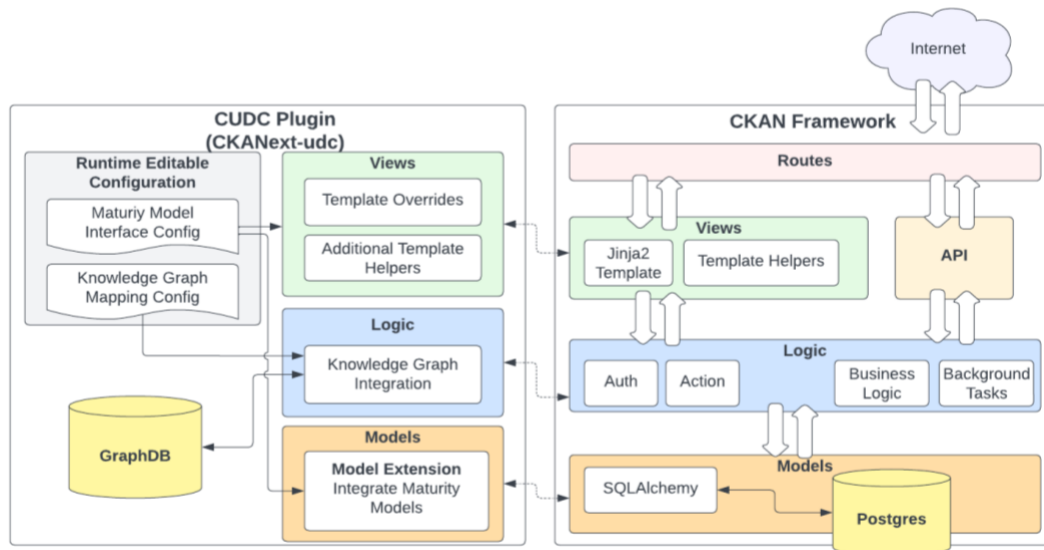 Internet
CUDC Plugin
(CKANext-udc)
Runtime Editable
Configuration
Maturiy Model
Interface Config
Knowledge Graph
Mapping Config
GraphDB
Views
Template Overrides
Additional Template
Helpers
Logic
Knowledge Graph
Integration
Models
Model Extension
Integrate Maturity
Models
CKAN Framework
Routes
Views
Jinja2
Template
Template Helpers
API
Logic
Auth
Action
Business
Logic
Background
Tasks
Models
SQLAlchemy
Postgres